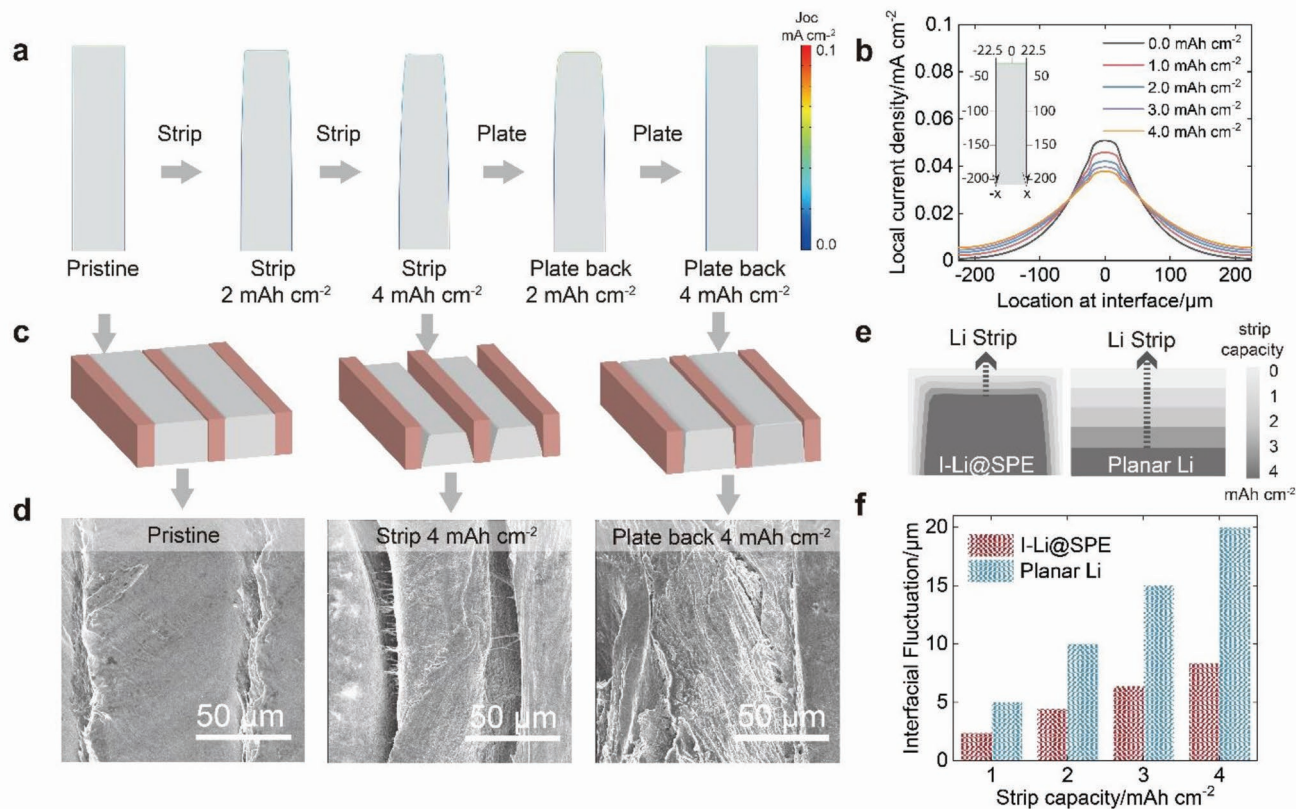 a
Joc
mA cm⁻²
0.1
0.0
Strip
Strip
Plate
Plate
Pristine
Strip
2 mAh cm⁻²
Strip
4 mAh cm⁻²
Plate back
2 mAh cm⁻²
Plate back
4 mAh cm⁻²
b
Local current density/mA cm⁻²
0.1
0.08
0.06
0.04
0.02
0
-200
-100
0
100
200
Location at interface/µm
-22.5 0 22.5
-50 50
-100 100
-150 150
-200 200
-x x
0.0 mAh cm⁻²
1.0 mAh cm⁻²
2.0 mAh cm⁻²
3.0 mAh cm⁻²
4.0 mAh cm⁻²
c
d
Pristine
50 µm
Strip 4 mAh cm⁻²
50 µm
Plate back 4 mAh cm⁻²
50 µm
e
Li Strip
I-Li@SPE
Li Strip
Planar Li
strip
capacity
0
1
2
3
4
mAh cm⁻²
f
Interfacial Fluctuation/µm
20
15
10
5
0
I-Li@SPE
Planar Li
1
2
3
4
Strip capacity/mAh cm⁻²